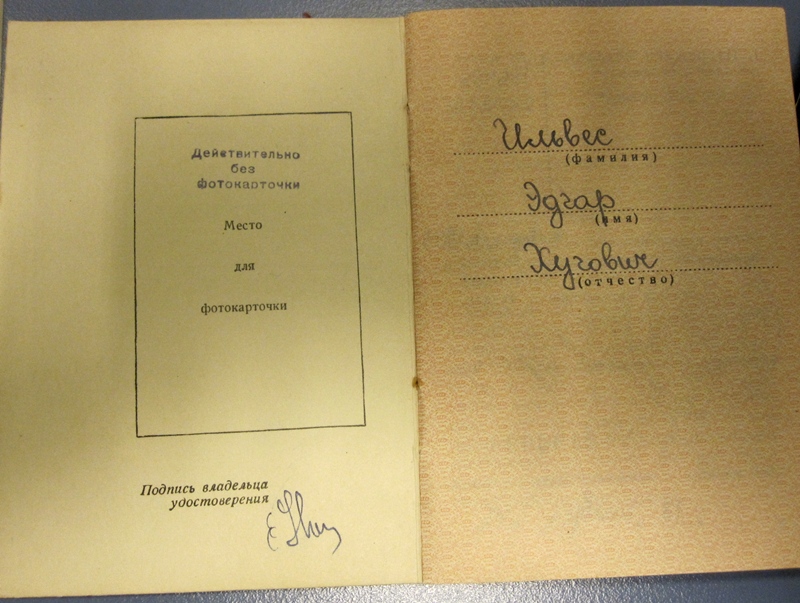 Действительно
без
фотокарточки
Место
для
фотокарточки
Подпись владельца
удостоверения
Ильвес
(фамилия)
Эдгар
(имя)
Хугович
(отчество)